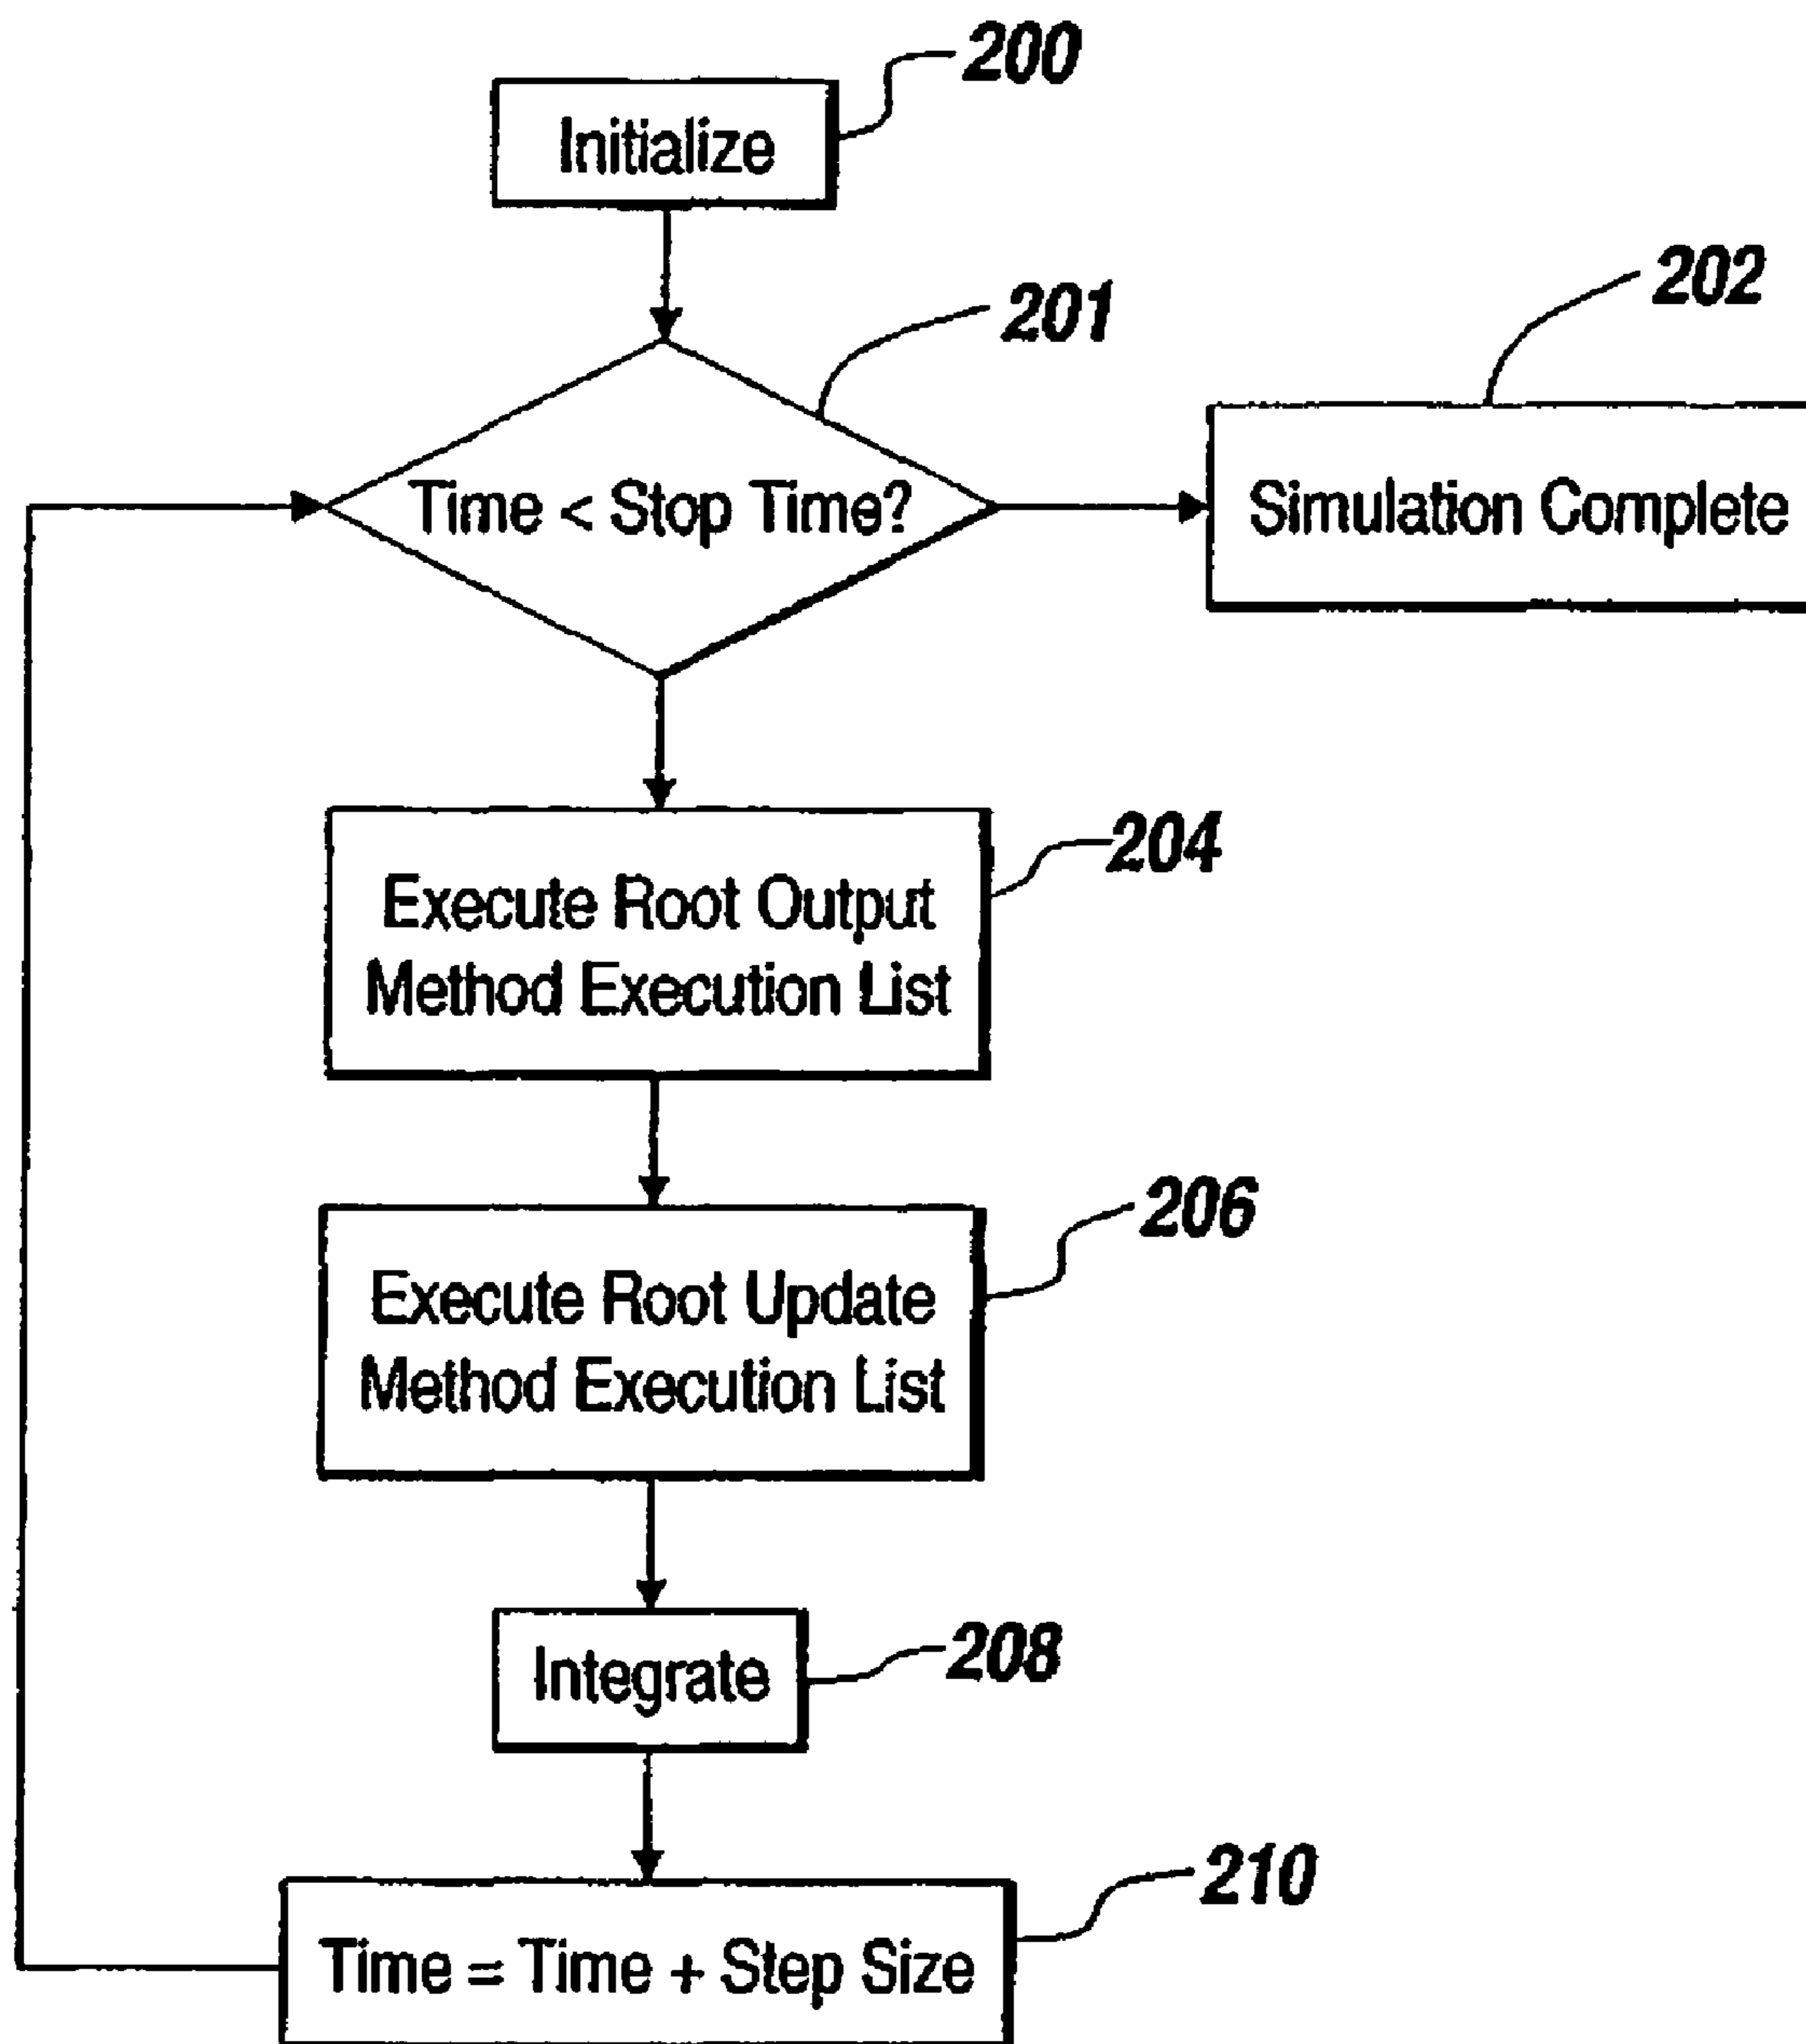 200
Initialize
201
202
Time < Stop Time?
Simulation Complete
204
Execute Root Output
Method Execution List
206
Execute Root Update
Method Execution List
208
Integrate
210
Time = Time + Step Size